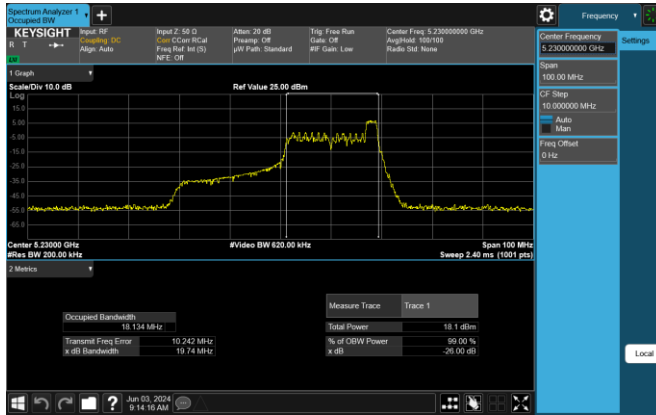 Spectrum Analyzer 1
Occupied BW
+
Frequency
KEYSIGHT
R T
LXI
Input: RF
Coupling: DC
Align: Auto
Input Z: 50 Ω
Corr CCorr RCal
Freq Ref: Int (S)
NFE: Off
Atten: 20 dB
Preamp: Off
µW Path: Standard
Trig: Free Run
Gate: Off
#IF Gain: Low
Center Freq: 5.230000000 GHz
Avg|Hold: 100/100
Radio Std: None
Center Frequency
5.230000000 GHz
Settings
Span
100.00 MHz
CF Step
10.000000 MHz
Auto
Man
Freq Offset
0 Hz
1 Graph
Scale/Div 10.0 dB
Ref Value 25.00 dBm
Log
15.0
5.00
-5.00
-15.0
-25.0
-35.0
-45.0
-55.0
-65.0
Center 5.23000 GHz
#Video BW 620.00 kHz
Span 100 MHz
#Res BW 200.00 kHz
Sweep 2.40 ms (1001 pts)
2 Metrics
Measure Trace Trace 1
Occupied Bandwidth
18.134 MHz
Total Power 18.1 dBm
Transmit Freq Error 10.242 MHz
% of OBW Power 99.00 %
x dB Bandwidth 19.74 MHz
x dB -26.00 dB
Local
Jun 03, 2024
9:14:16 AM